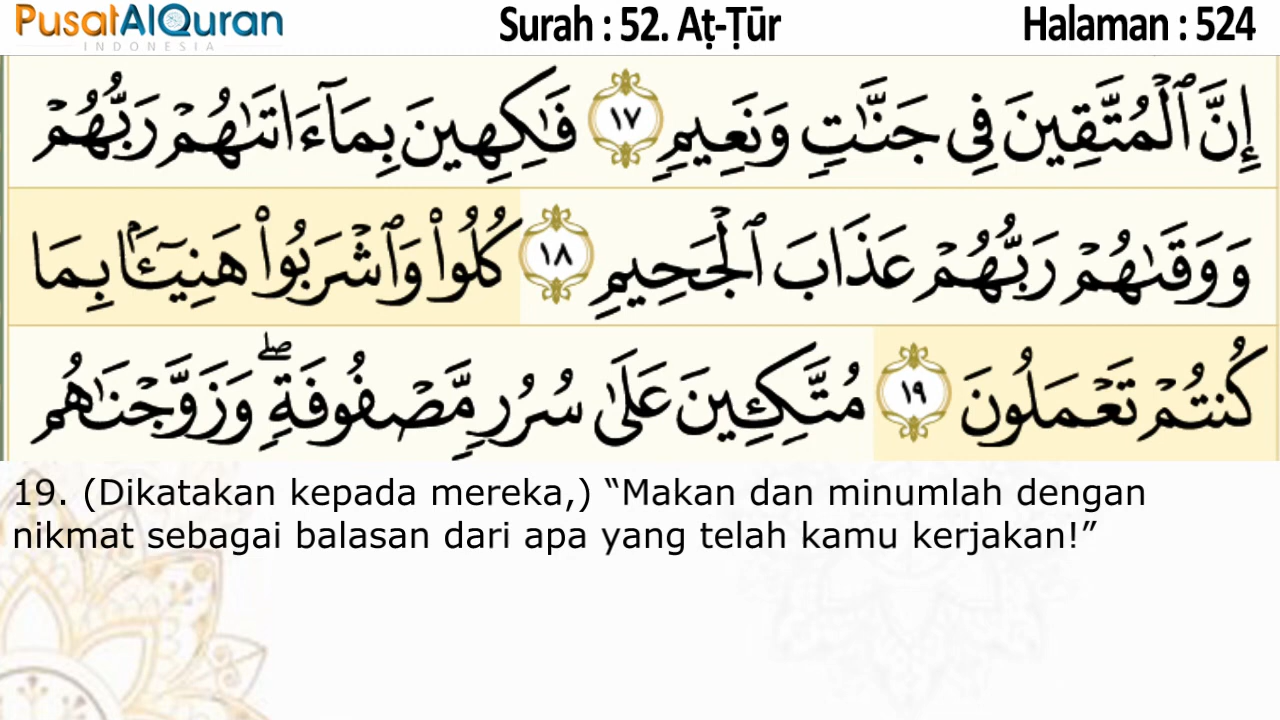 PusatAlQuran
INDONESIA
Surah : 52. Aṭ-Ṭūr
Halaman : 524
إِنَّ ٱلْمُتَّقِينَ فِي جَنَّٰتٍ وَنَعِيمٍ ١٧ فَٰكِهِينَ بِمَآ ءَاتَىٰهُمْ رَبُّهُمْ
وَوَقَىٰهُمْ رَبُّهُمْ عَذَابَ ٱلْجَحِيمِ ١٨ كُلُوا۟ وَٱشْرَبُوا۟ هَنِيٓـًٔۢا بِمَا
كُنتُمْ تَعْمَلُونَ ١٩ مُتَّكِـِٔينَ عَلَىٰ سُرُرٍ مَّصْفُوفَةٍ ۖ وَزَوَّجْنَٰهُم
19. (Dikatakan kepada mereka,) “Makan dan minumlah dengan
nikmat sebagai balasan dari apa yang telah kamu kerjakan!”